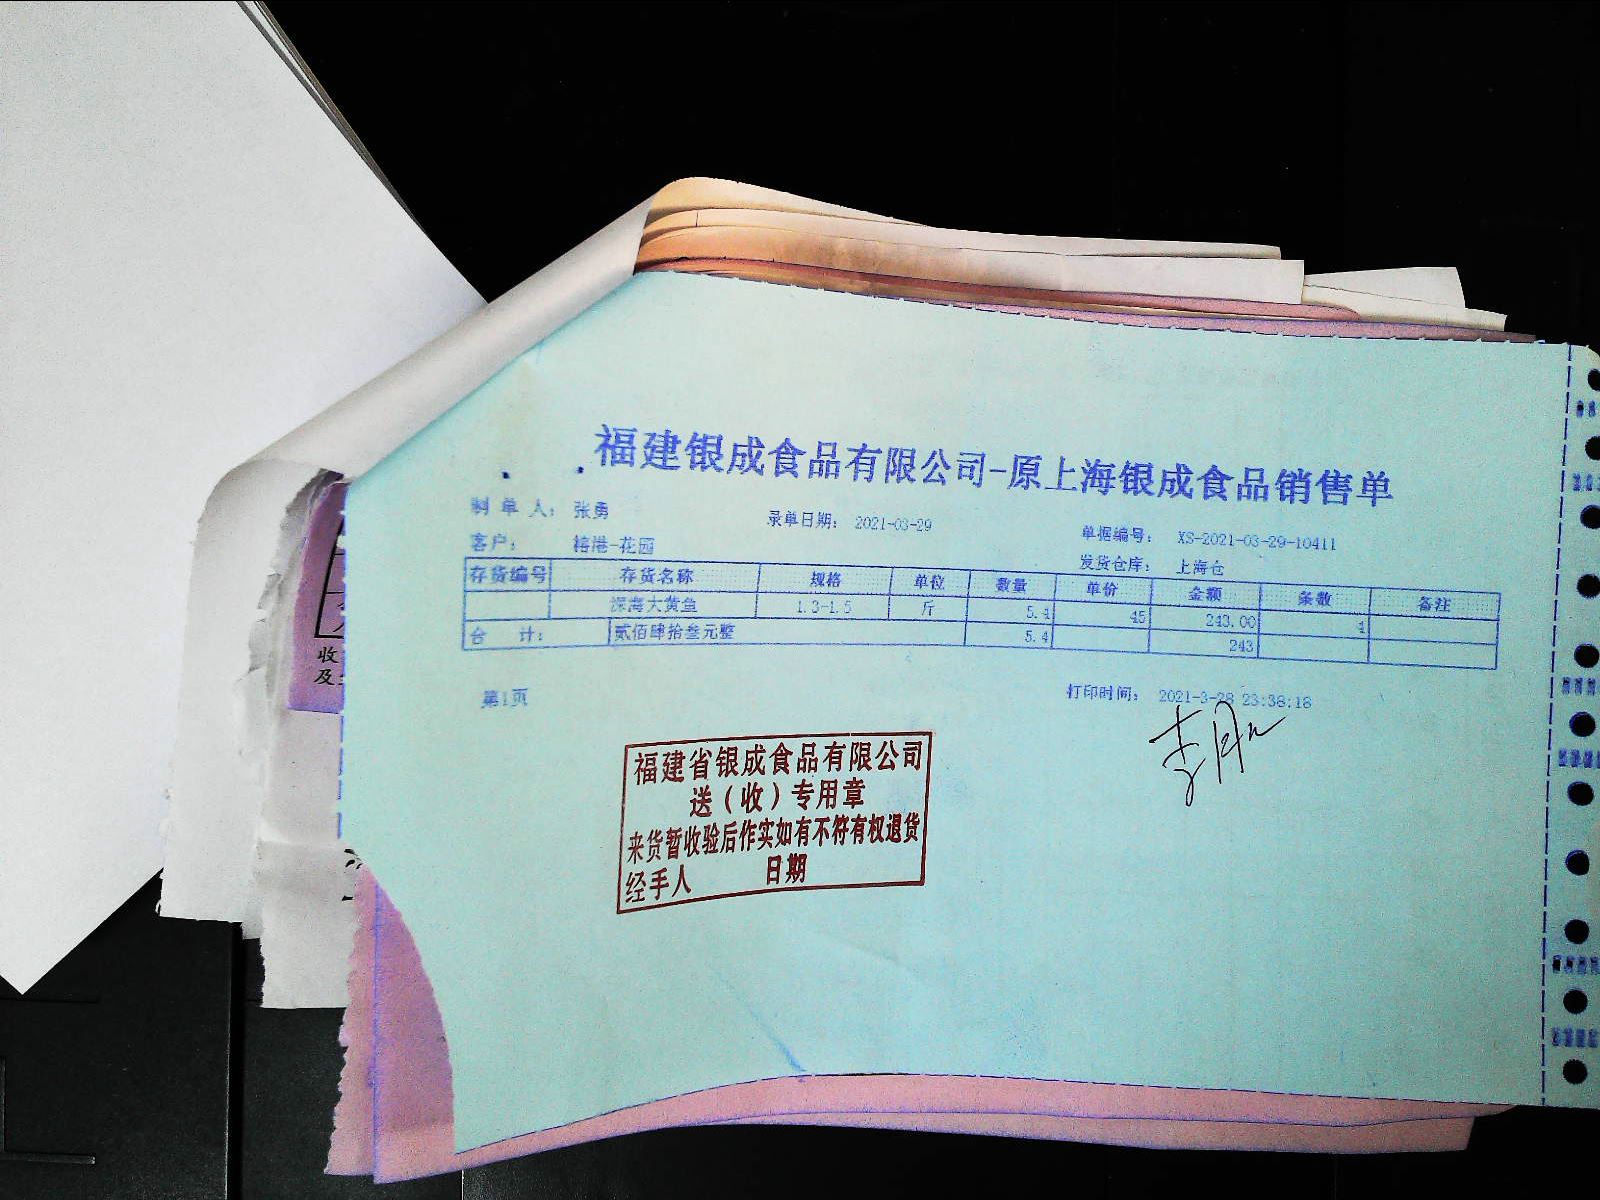 福建银成食品有限公司-原上海银成食品销售单
制 单 人： 张勇 录单日期： 2021-03-29 单据编号： XS-2021-03-29-10411
客户： 榕港-花园 发货仓库： 上海仓
存货编号 存货名称 规格 单位 数量 单价 金额 条数 备注
深海大黄鱼 1.3-1.5 斤 5.4 45 243.00 4
合 计： 贰佰肆拾叁元整 5.4 243
第1页 打印时间： 2021-3-28 23:38:18
福建省银成食品有限公司
送（收）专用章
来货暂收验后作实如有不符有权退货
经手人 日期
收
及